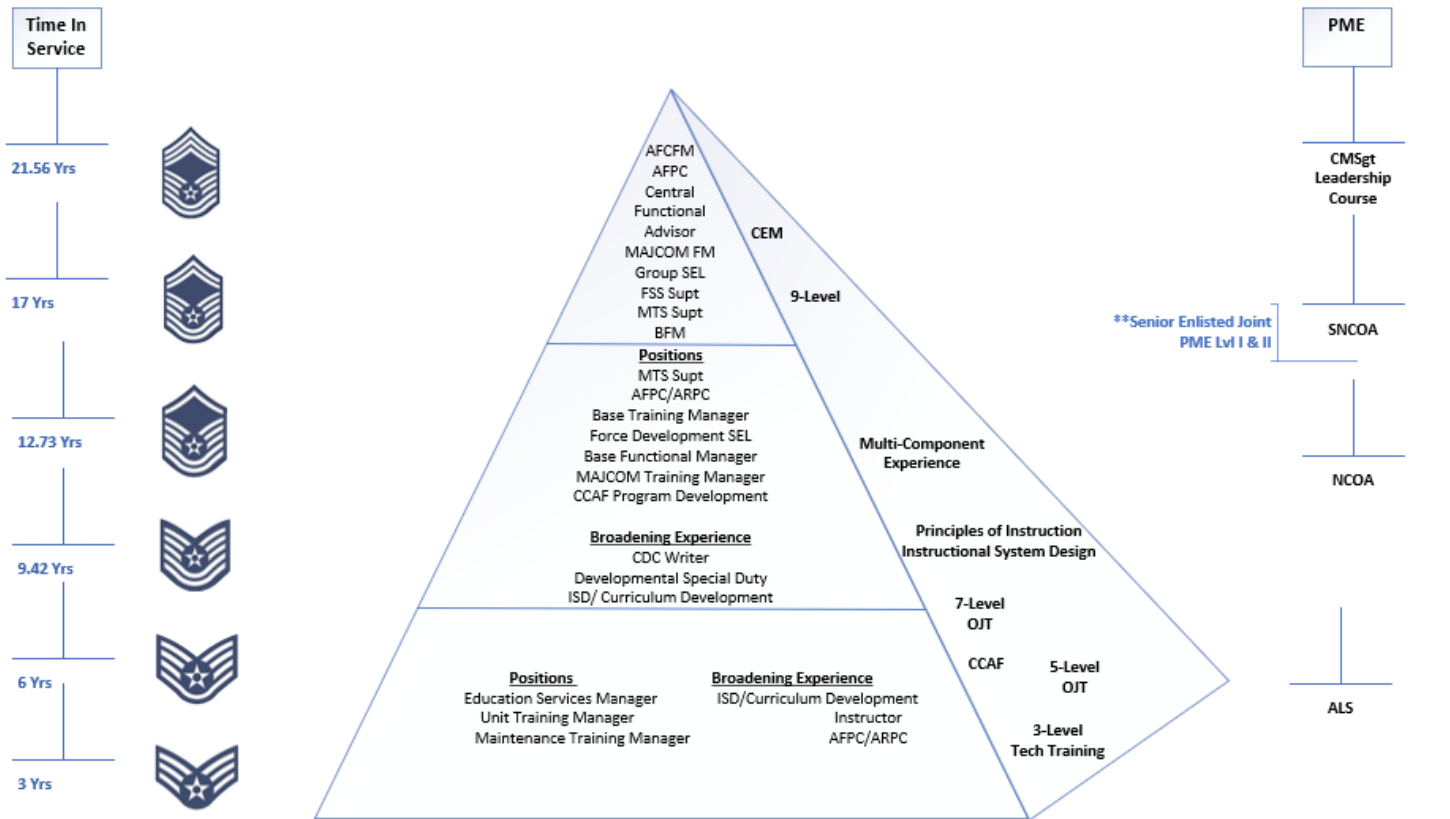 Time In
Service
21.56 Yrs
17 Yrs
12.73 Yrs
9.42 Yrs
6 Yrs
3 Yrs
AFCFM
AFPC
Central
Functional
Advisor
MAJCOM FM
Group SEL
FSS Supt
MTS Supt
BFM
Positions
MTS Supt
AFPC/ARPC
Base Training Manager
Force Development SEL
Base Functional Manager
MAJCOM Training Manager
CCAF Program Development
Broadening Experience
CDC Writer
Developmental Special Duty
ISD/ Curriculum Development
Positions
Education Services Manager
Unit Training Manager
Maintenance Training Manager
Broadening Experience
ISD/Curriculum Development
Instructor
AFPC/ARPC
CEM
9-Level
Multi-Component
Experience
Principles of Instruction
Instructional System Design
7-Level
OJT
CCAF
5-Level
OJT
3-Level
Tech Training
PME
CMSgt
Leadership
Course
**Senior Enlisted Joint
PME Lvl I & II
SNCOA
NCOA
ALS